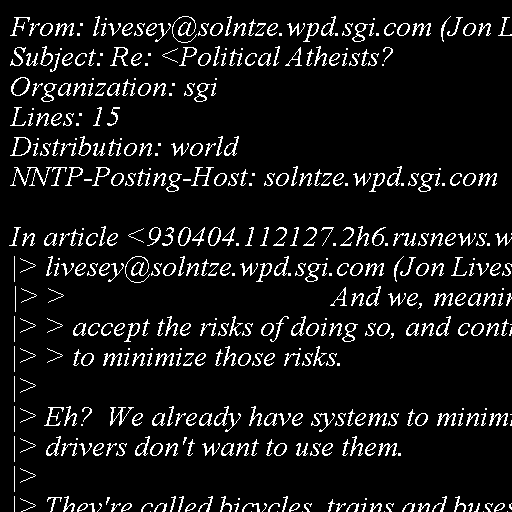 From: livesey@solntze.wpd.sgi.com (Jon L
Subject: Re: <Political Atheists?
Organization: sgi
Lines: 15
Distribution: world
NNTP-Posting-Host: solntze.wpd.sgi.com

In article <930404.112127.2h6.rusnews.w
|> livesey@solntze.wpd.sgi.com (Jon Lives
|> > And we, meanin
|> > accept the risks of doing so, and cont
|> > to minimize those risks.
|>
|> Eh?  We already have systems to minimi
|> drivers don't want to use them.
|>
|> They're called bicycles, trains and buses